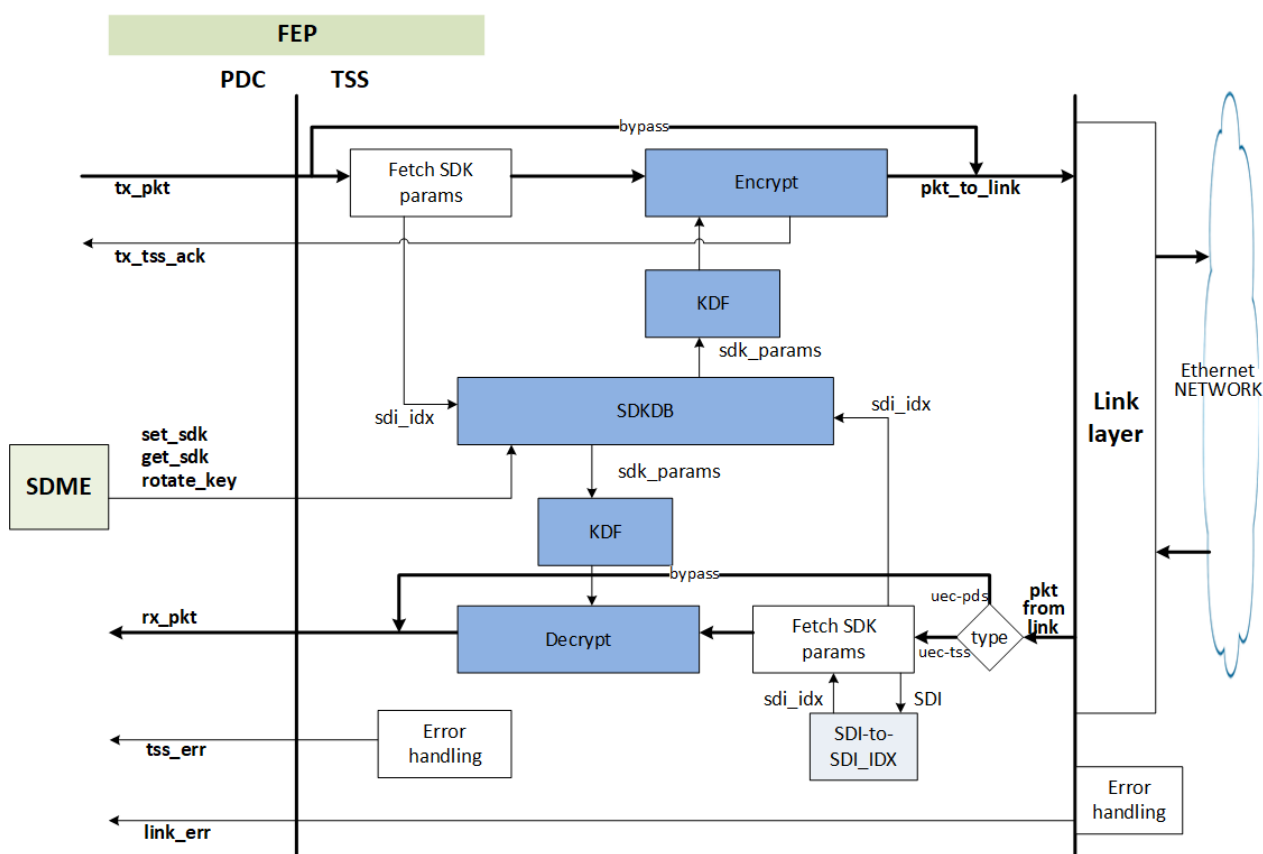 FEP
PDC
TSS
bypass
tx_pkt
Fetch SDK
params
Encrypt
pkt_to_link
tx_tss_ack
KDF
sdk_params
sdi_idx
SDKDB
sdi_idx
Link
layer
Ethernet
NETWORK
SDME
set_sdk
get_sdk
rotate_key
sdk_params
KDF
bypass
uec-pds
pkt
from
link
rx_pkt
Decrypt
Fetch SDK
params
uec-tss
type
sdi_idx
SDI
SDI-to-
SDI_IDX
Error
handling
tss_err
Error
handling
link_err